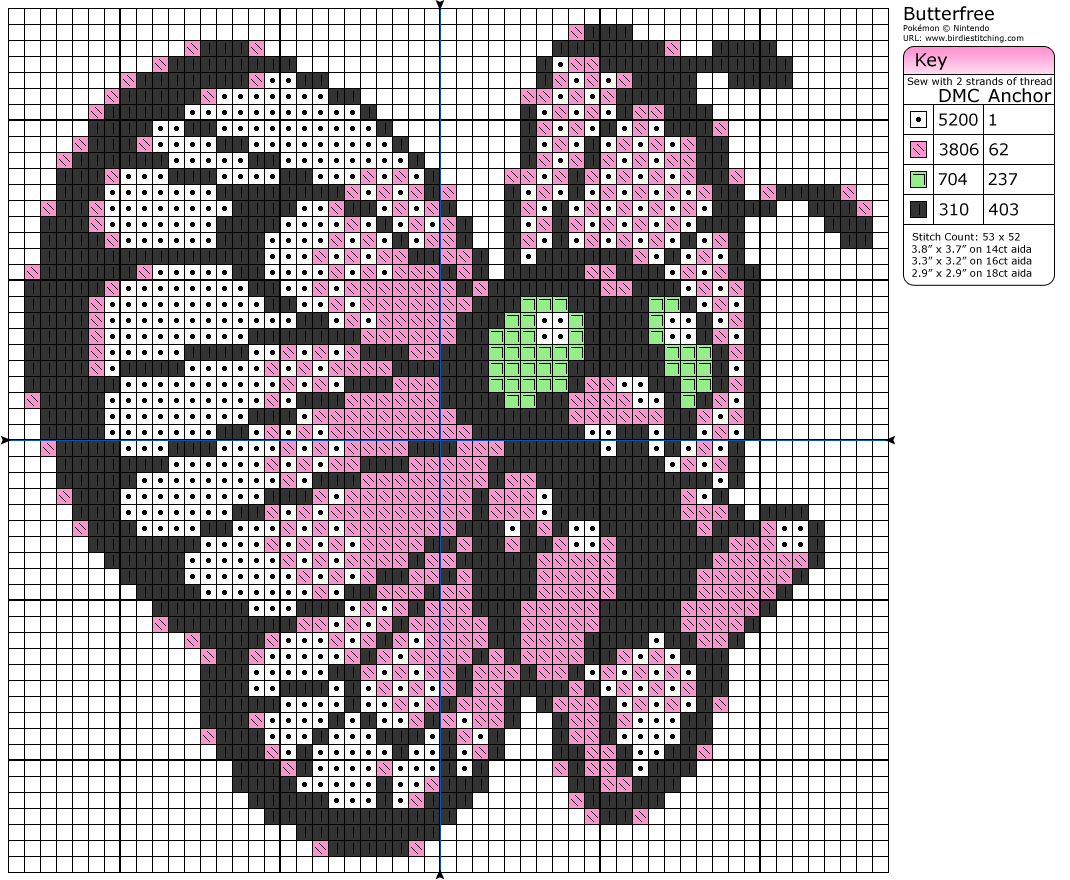 Butterfree
Pokémon © Nintendo
URL: www.birdiestitching.com
Key
Sew with 2 strands of thread
DMC Anchor
5200 1
3806 62
704 237
310 403
Stitch Count: 53 x 52
3.8” x 3.7” on 14ct aida
3.3” x 3.2” on 16ct aida
2.9” x 2.9” on 18ct aida